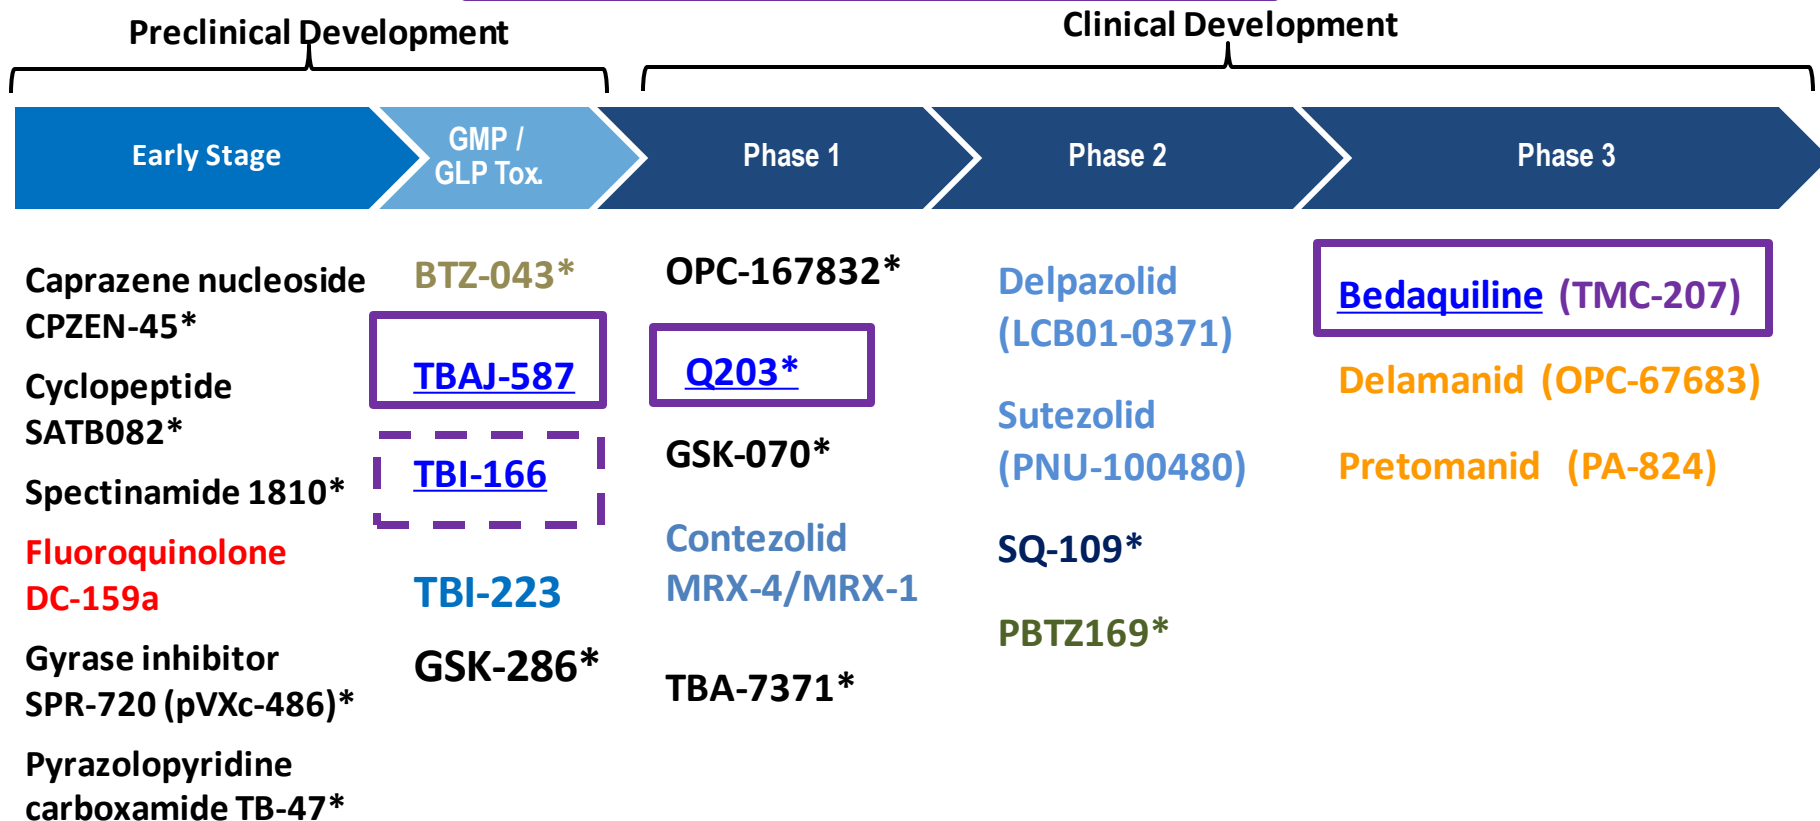 Preclinical Development
Clinical Development
Early Stage
GMP /
GLP Tox.
Phase 1
Phase 2
Phase 3
Caprazene nucleoside
CPZEN-45*
Cyclopeptide
SATB082*
Spectinamide 1810*
Fluoroquinolone
DC-159a
Gyrase inhibitor
SPR-720 (pVXc-486)*
Pyrazolopyridine
carboxamide TB-47*
BTZ-043*
TBAJ-587
TBI-166
TBI-223
GSK-286*
OPC-167832*
Q203*
GSK-070*
Contezolid
MRX-4/MRX-1
TBA-7371*
Delpazolid
(LCB01-0371)
Sutezolid
(PNU-100480)
SQ-109*
PBTZ169*
Bedaquiline (TMC-207)
Delamanid (OPC-67683)
Pretomanid (PA-824)